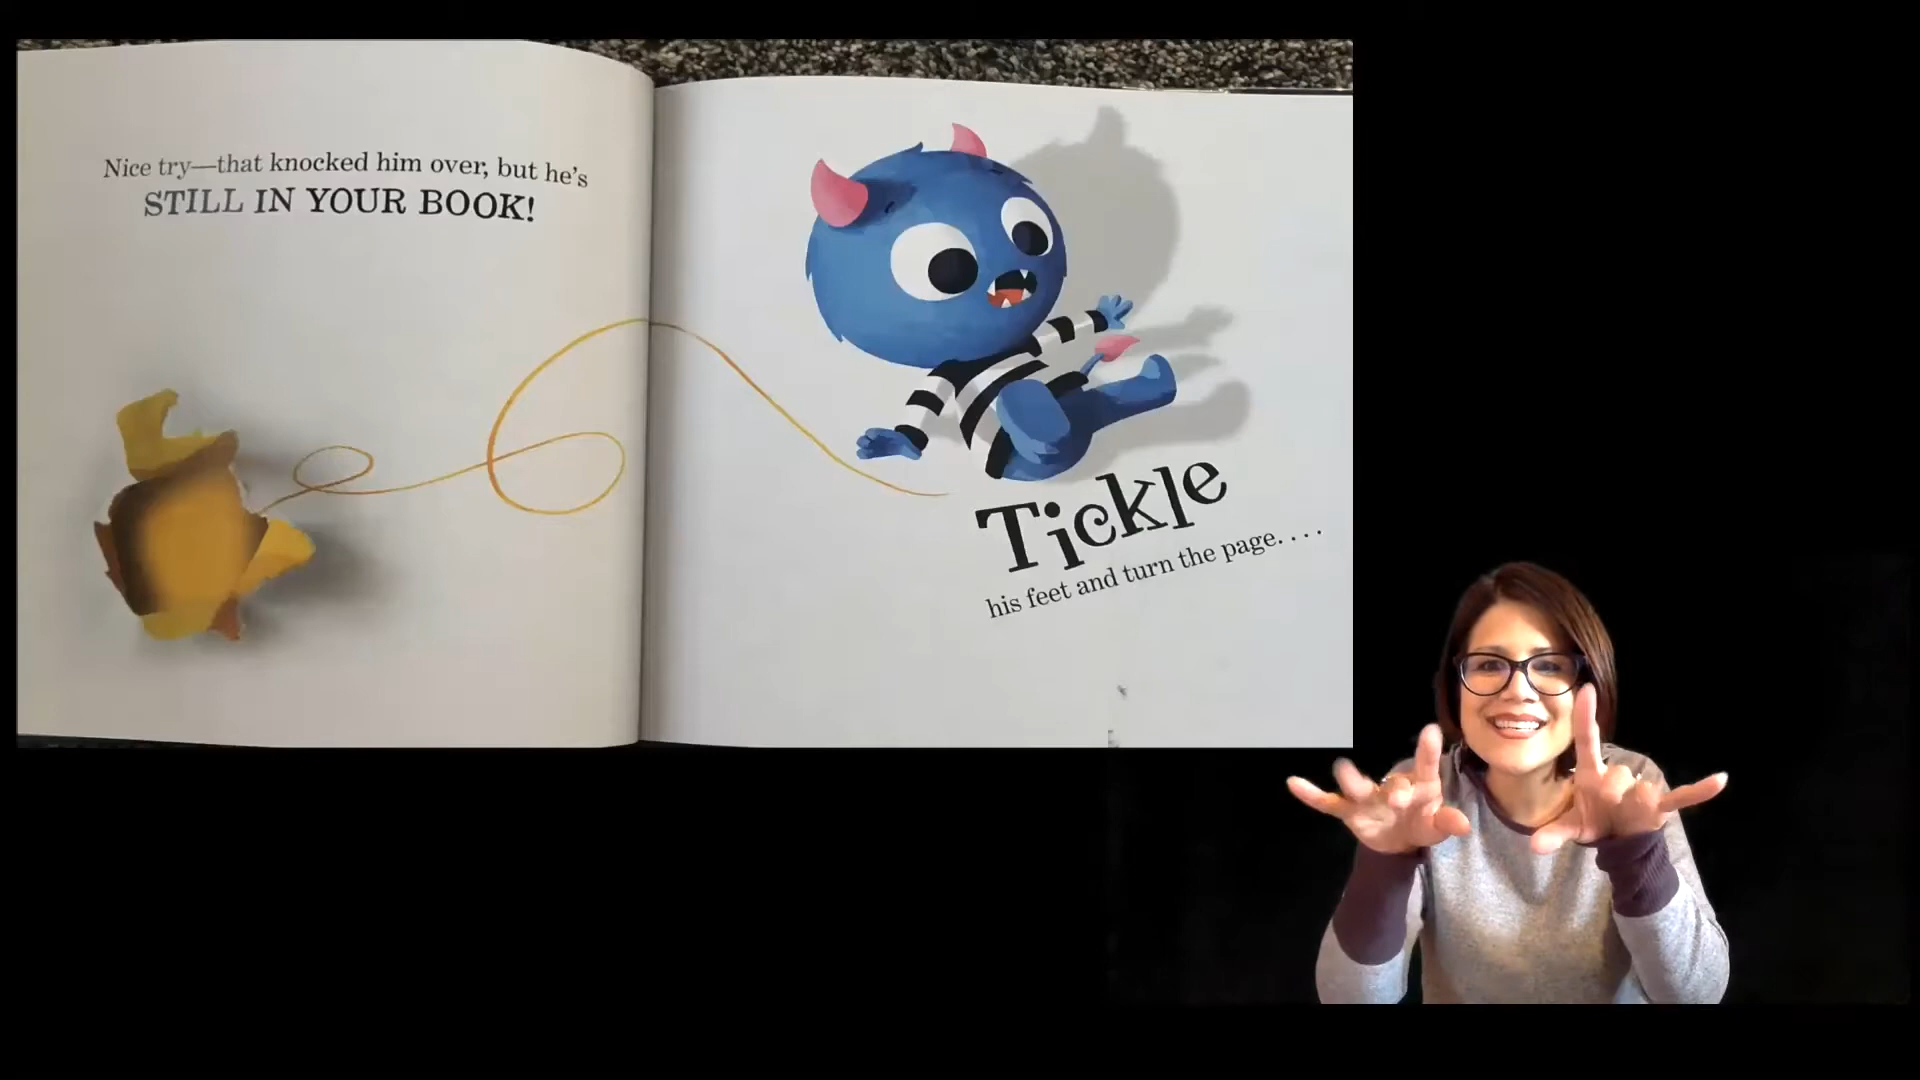 Nice try—that knocked him over, but he's
STILL IN YOUR BOOK!
Tickle
his feet and turn the page....